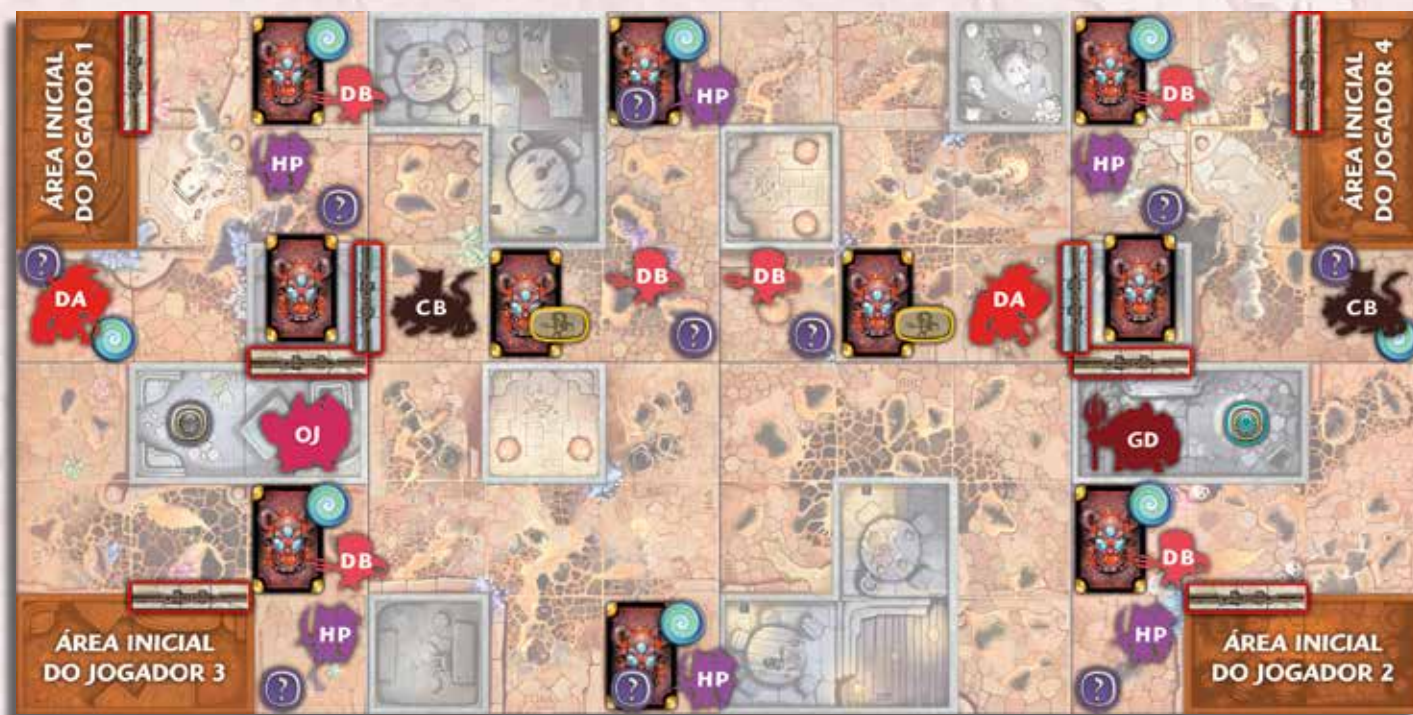 ÁREA INICIAL
DO JOGADOR 1
DB
HP
DB
ÁREA INICIAL
DO JOGADOR 4
?
HP
HP
?
?
?
?
DA
CB
DB
DB
DA
CB
?
?
OJ
GD
DB
DB
ÁREA INICIAL
DO JOGADOR 3
HP
HP
ÁREA INICIAL
DO JOGADOR 2
?
?
HP
?